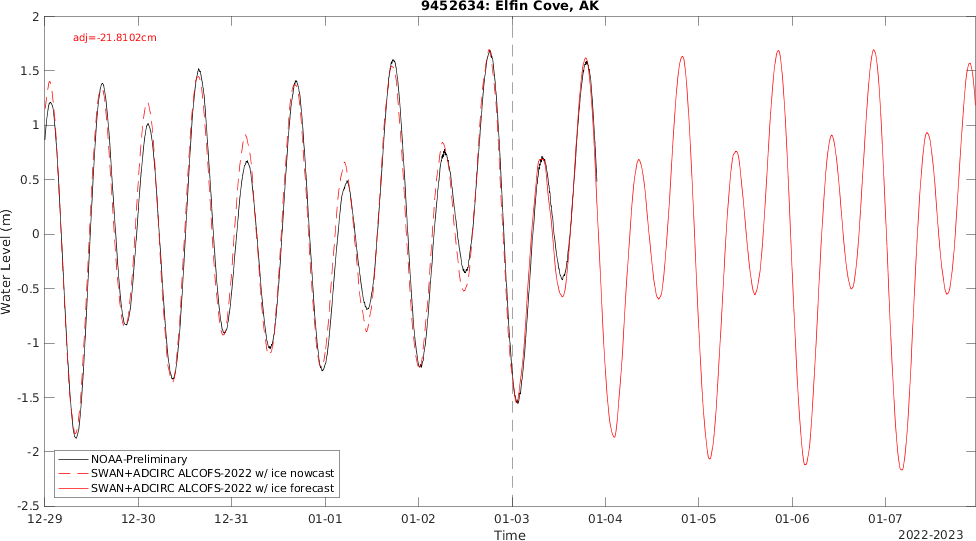 9452634: Elfin Cove, AK
adj=-21.8102cm
Water Level (m)
2
1.5
1
0.5
0
-0.5
-1
-1.5
-2
-2.5
NOAA-Preliminary
SWAN+ADCIRC ALCOFS-2022 w/ ice nowcast
SWAN+ADCIRC ALCOFS-2022 w/ ice forecast
12-29 12-30 12-31 01-01 01-02 01-03 01-04 01-05 01-06 01-07
Time
2022-2023